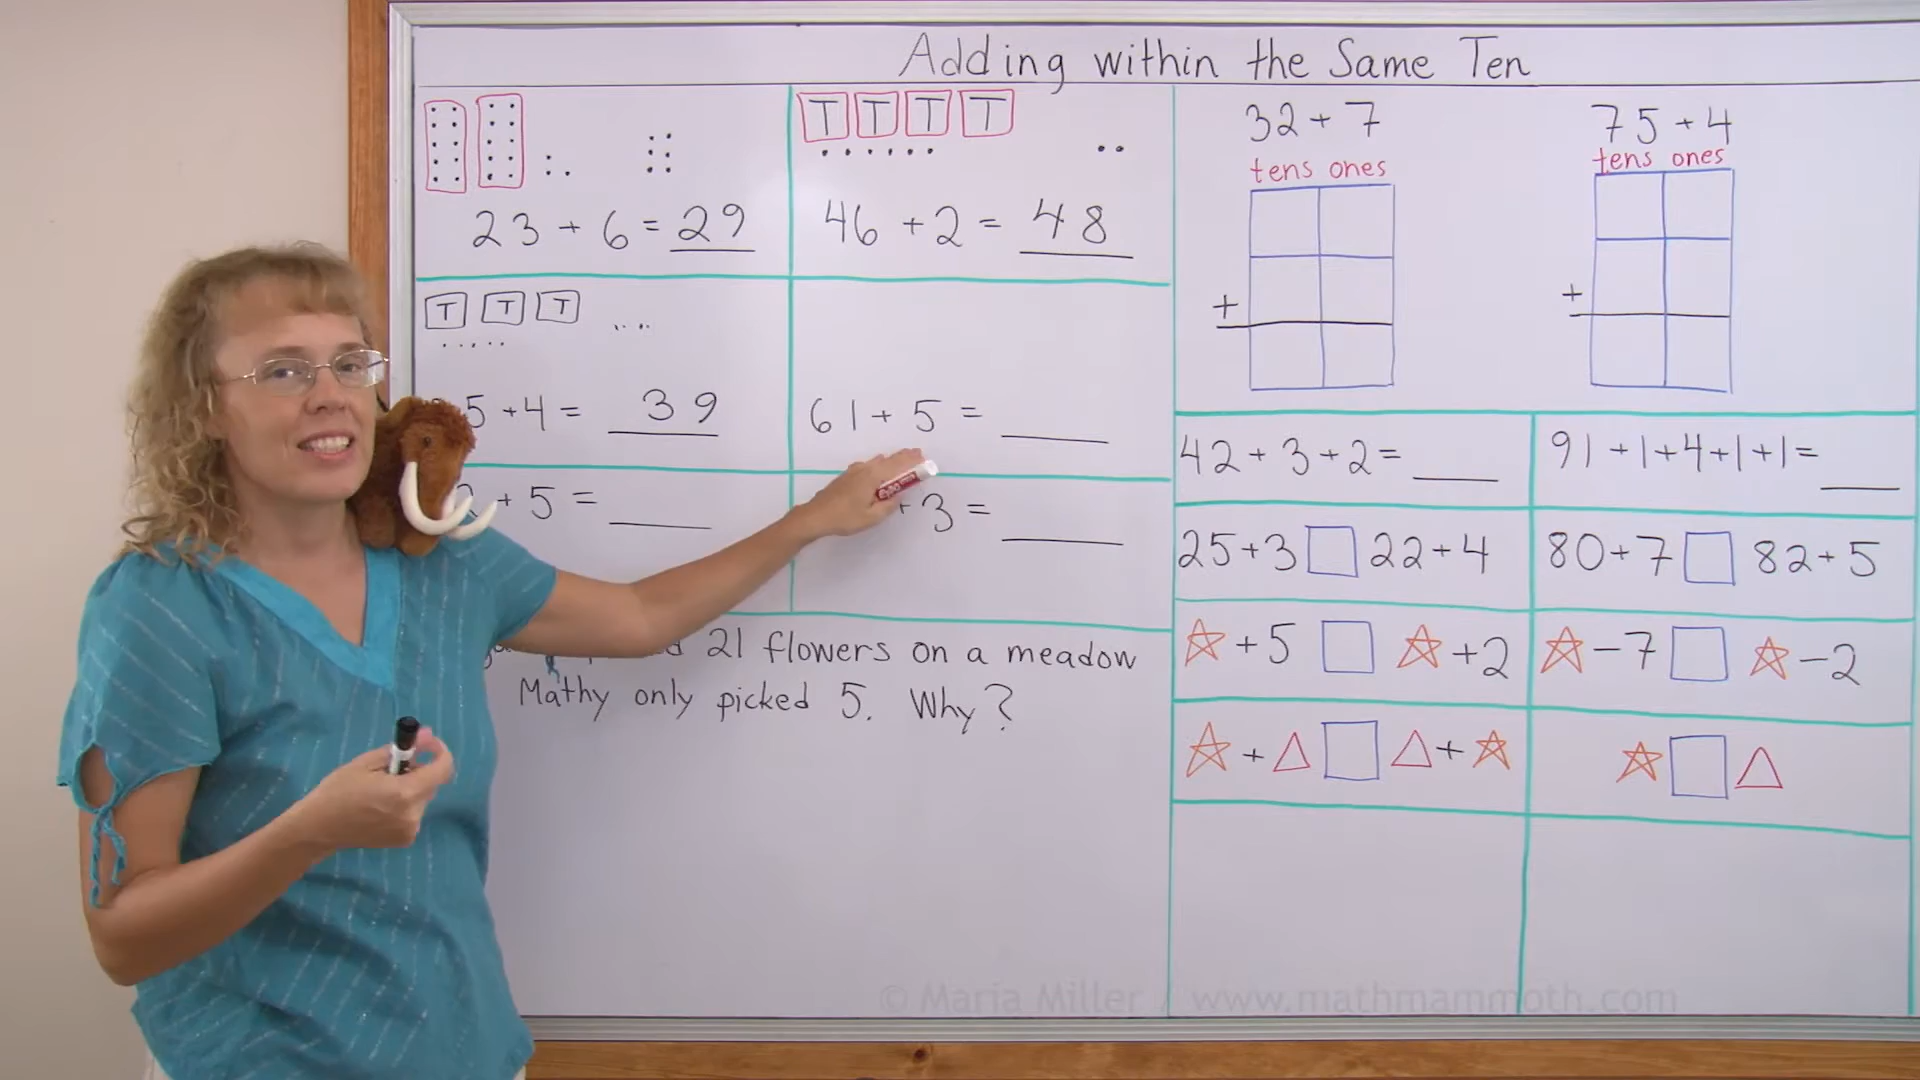 Adding within the Same Ten
T T T T
23 + 6 = 29
46 + 2 = 48
T T T
5 + 4 = 39
61 + 5 =
+ 5 =
+ 3 =
21 flowers on a meadow
Mathy only picked 5. Why?
32 + 7
tens ones
+
75 + 4
tens ones
+
42 + 3 + 2 =
91 + 1 + 4 + 1 + 1 =
25 + 3 □ 22 + 4
80 + 7 □ 82 + 5
☆ + 5 □ ☆ + 2
☆ - 7 □ ☆ - 2
☆ + △ □ △ + ☆
☆ □ △
© Maria Miller / www.mathmammoth.com